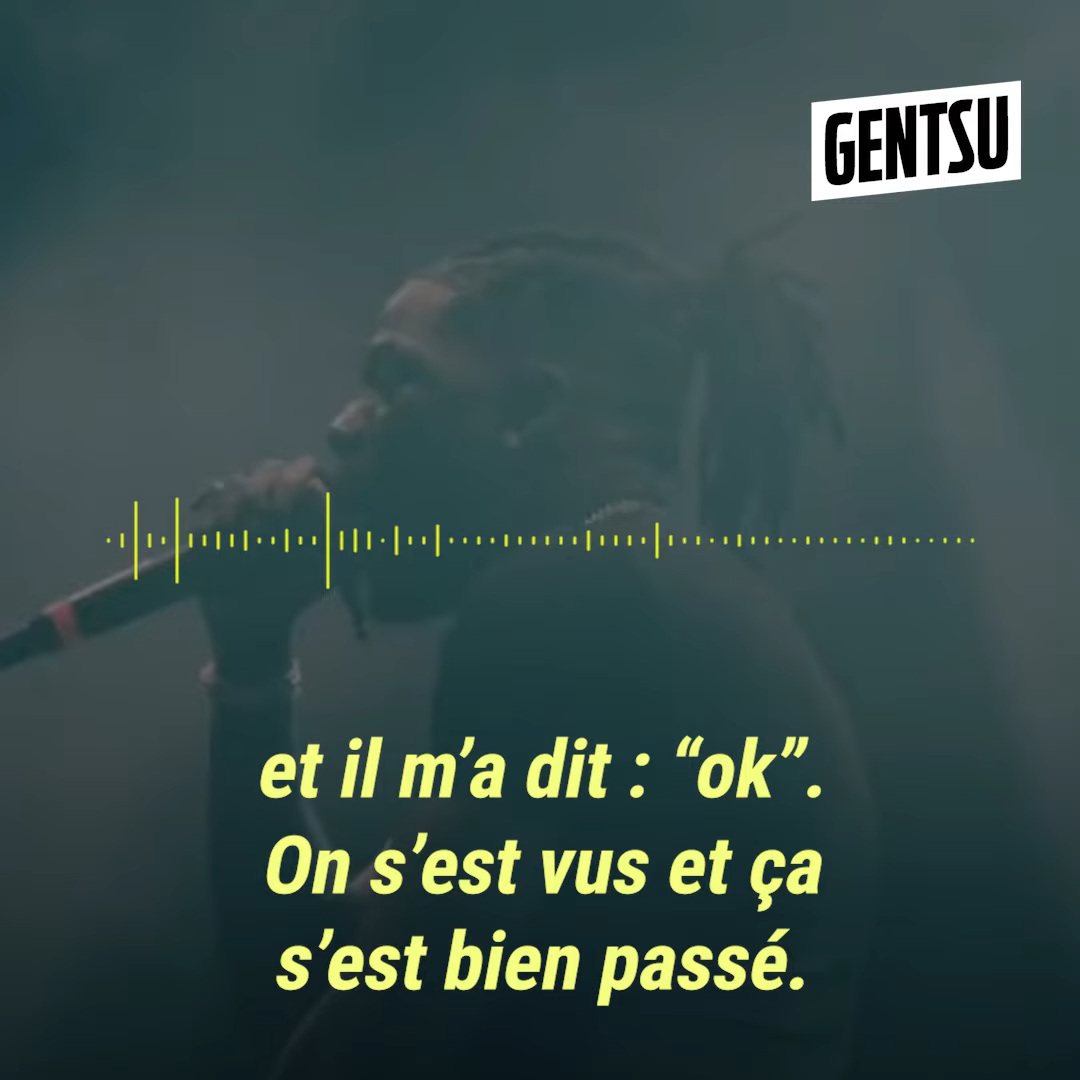 GENTSU
et il m’a dit : “ok”.
On s’est vus et ça
s’est bien passé.